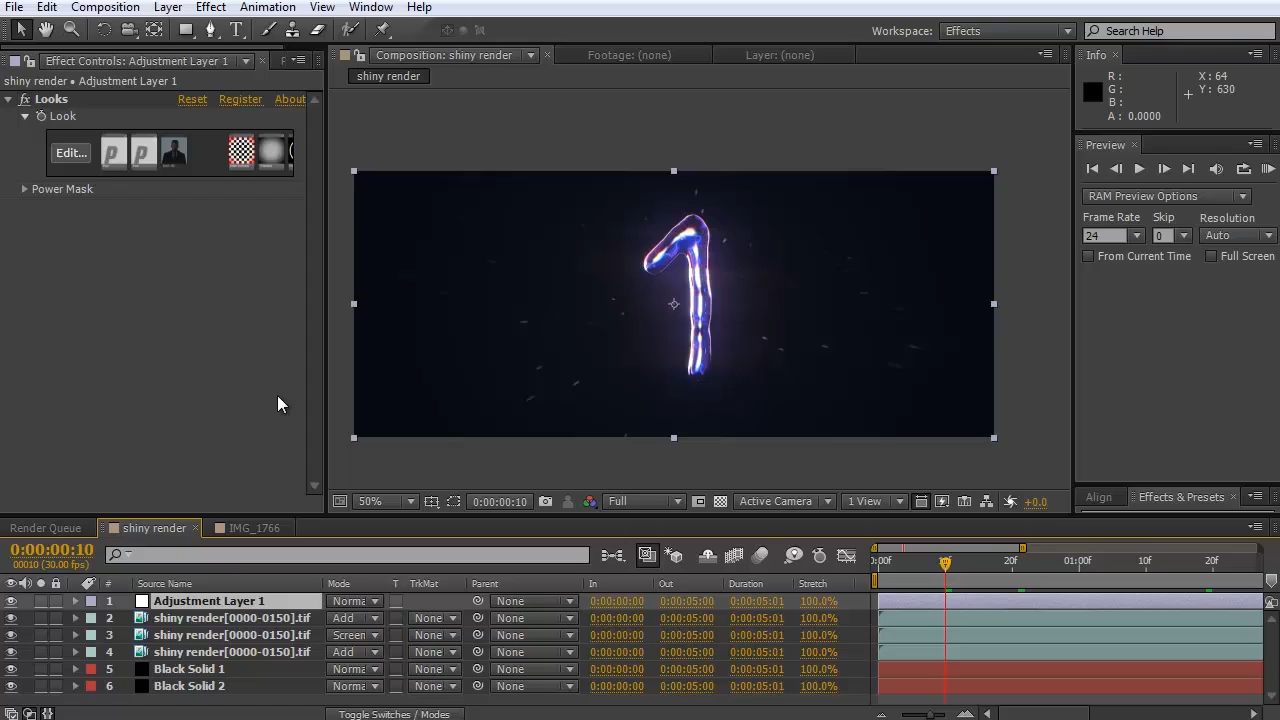 File Edit Composition Layer Effect Animation View Window Help
Workspace: Effects Search Help
Effect Controls: Adjustment Layer 1 Composition: shiny render Footage: (none) Layer: (none) Info
shiny render • Adjustment Layer 1 shiny render
R: X: 64
G: Y: 630
B:
A: 0.0000
fx Looks Reset Register About
Look
Edit...
Power Mask
Preview
RAM Preview Options
Frame Rate Skip Resolution
24 0 Auto
From Current Time Full Screen
1
50% 0:00:00:10 Full Active Camera 1 View +0.0
Align Effects & Presets
Render Queue shiny render IMG_1766
0:00:00:10
00010 (30.00 fps)
0:00f 20f 01:00f 10f 20f
# Source Name Mode T TrkMat Parent In Out Duration Stretch
1 Adjustment Layer 1 Norma None 0:00:00:00 0:00:05:00 0:00:05:01 100.0%
2 shiny render[0000-0150].tif Add None None 0:00:00:00 0:00:05:00 0:00:05:01 100.0%
3 shiny render[0000-0150].tif Screen None None 0:00:00:00 0:00:05:00 0:00:05:01 100.0%
4 shiny render[0000-0150].tif Add None None 0:00:00:00 0:00:05:00 0:00:05:01 100.0%
5 Black Solid 1 Norma None None 0:00:00:00 0:00:05:00 0:00:05:01 100.0%
6 Black Solid 2 Norma None None 0:00:00:00 0:00:05:00 0:00:05:01 100.0%
Toggle Switches / Modes